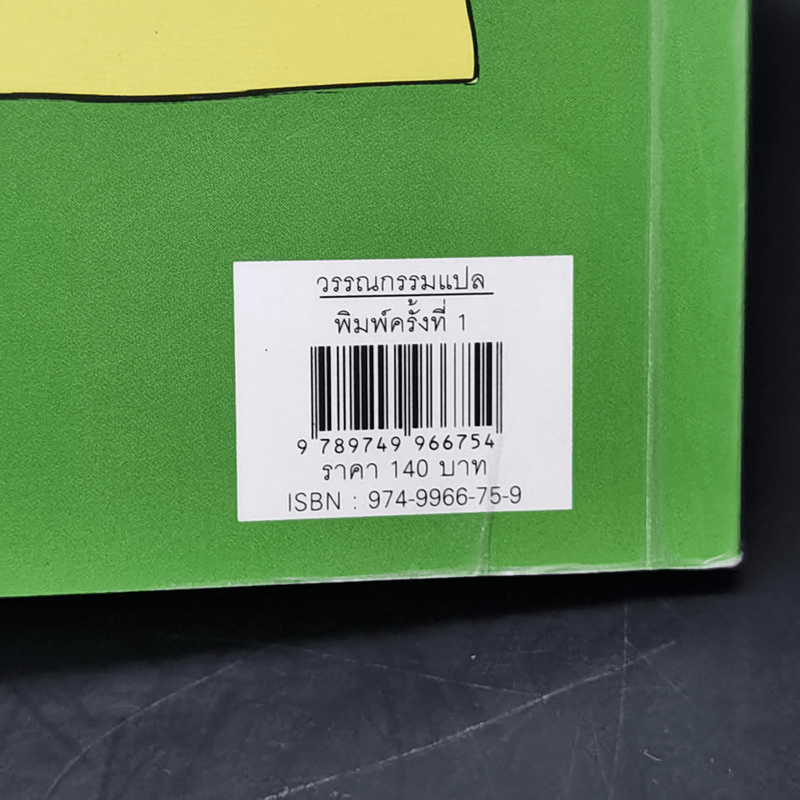 วรรณกรรมแปล
พิมพ์ครั้งที่ 1
9 789749 966754
ราคา 140 บาท
ISBN : 974-9966-75-9